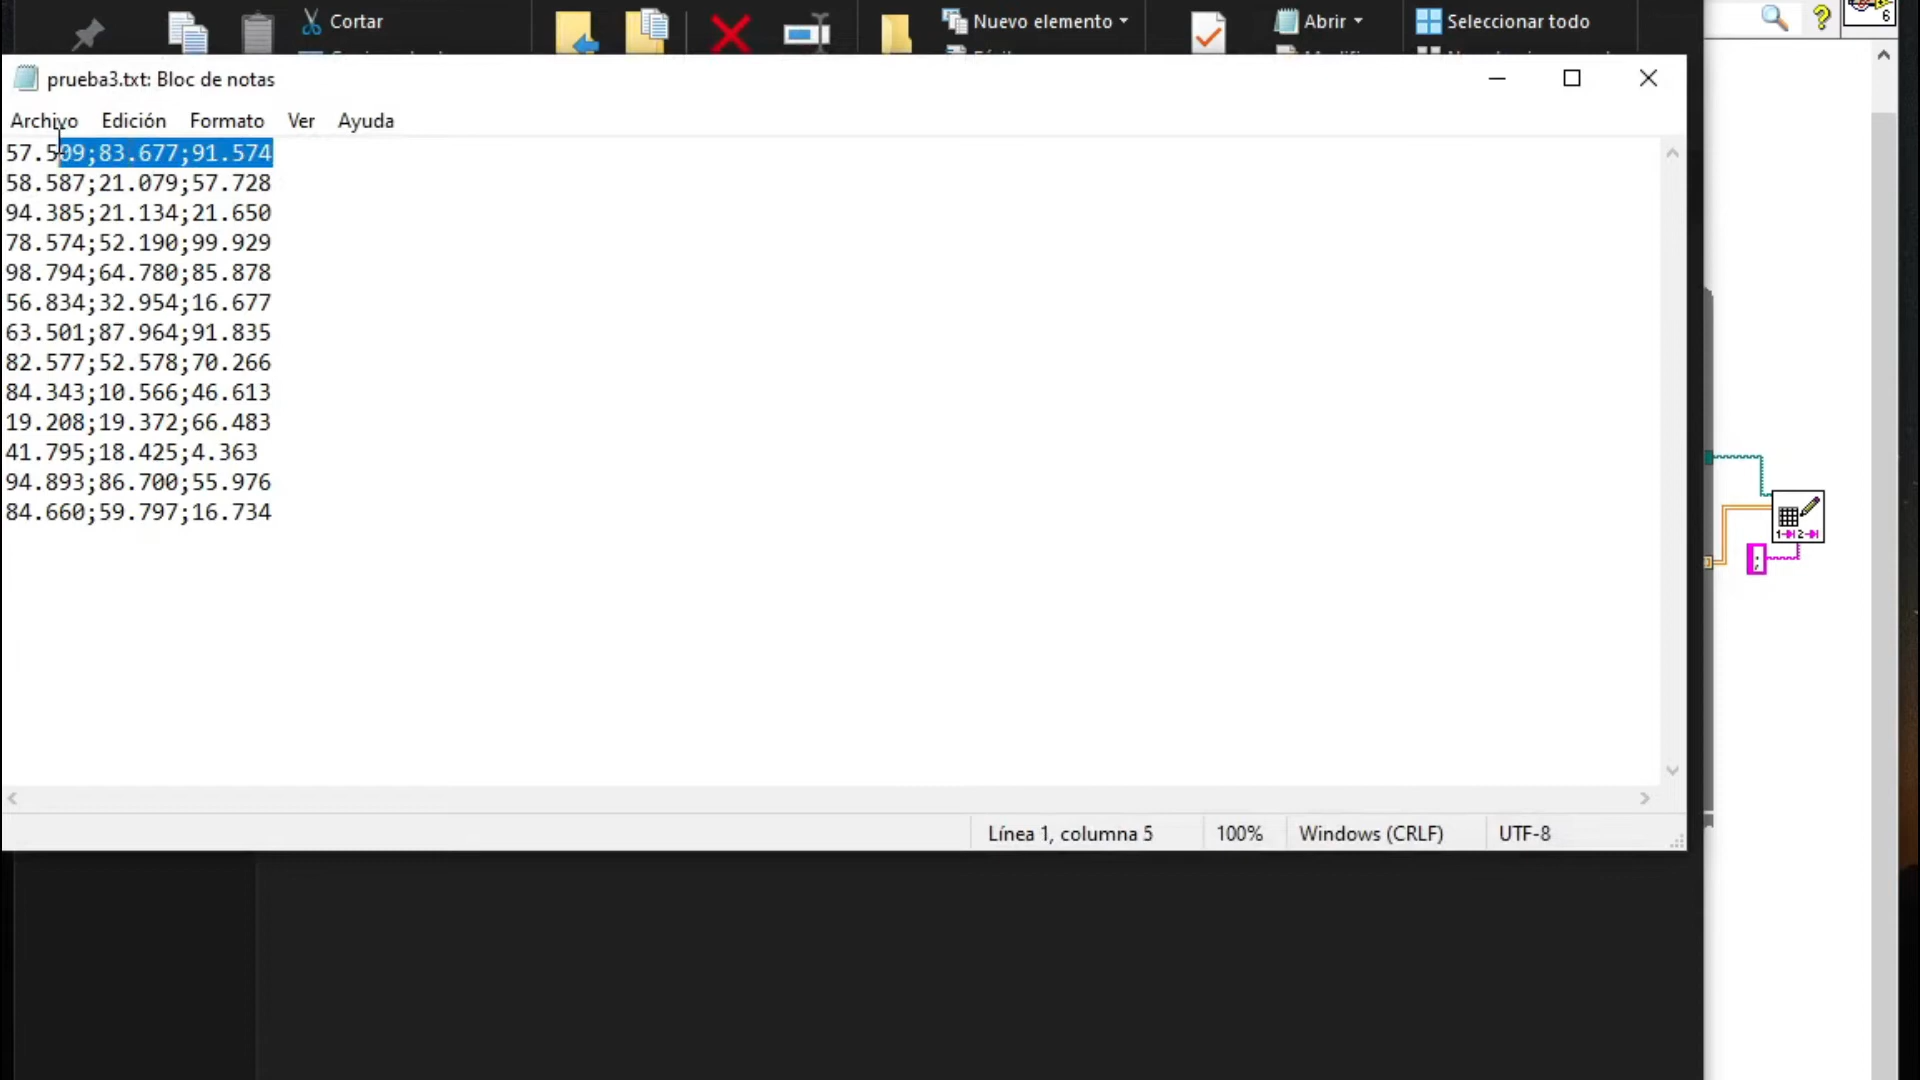 Cortar
Nuevo elemento
Abrir
Seleccionar todo
6
prueba3.txt: Bloc de notas
Archivo Edición Formato Ver Ayuda
57.509;83.677;91.574
58.587;21.079;57.728
94.385;21.134;21.650
78.574;52.190;99.929
98.794;64.780;85.878
56.834;32.954;16.677
63.501;87.964;91.835
82.577;52.578;70.266
84.343;10.566;46.613
19.208;19.372;66.483
41.795;18.425;4.363
94.893;86.700;55.976
84.660;59.797;16.734
1 2
;
Línea 1, columna 5 100% Windows (CRLF) UTF-8